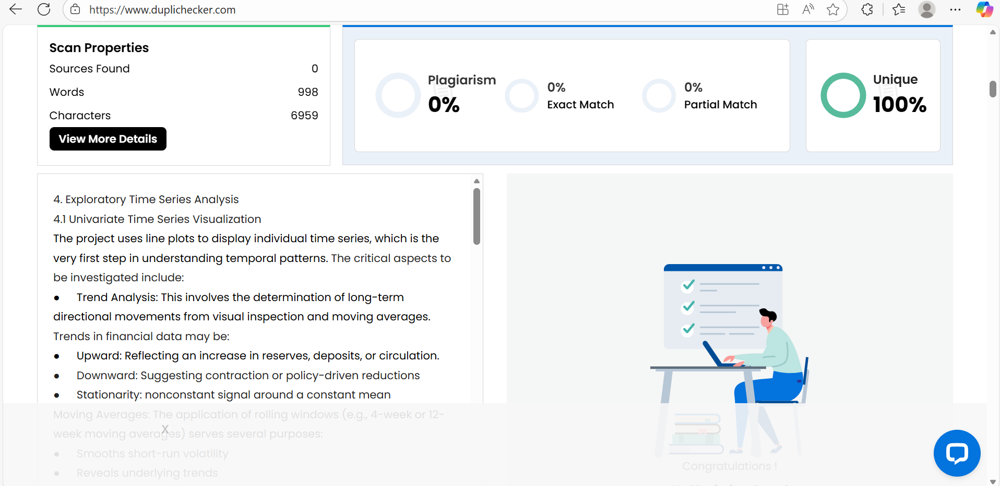 https://www.duplichecker.com
Scan Properties
Sources Found 0
Words 998
Characters 6959
View More Details
Plagiarism
0%
0%
Exact Match
0%
Partial Match
Unique
100%
4. Exploratory Time Series Analysis
4.1 Univariate Time Series Visualization
The project uses line plots to display individual time series, which is the
very first step in understanding temporal patterns. The critical aspects to
be investigated include:
● Trend Analysis: This involves the determination of long-term
directional movements from visual inspection and moving averages.
Trends in financial data may be:
● Upward: Reflecting an increase in reserves, deposits, or circulation.
● Downward: Suggesting contraction or policy-driven reductions
● Stationarity: nonconstant signal around a constant mean
Moving Averages: The application of rolling windows (e.g., 4-week or 12-
week moving averages) serves several purposes:
X
● Smooths short-run volatility
● Reveals underlying trends
Congratulations !